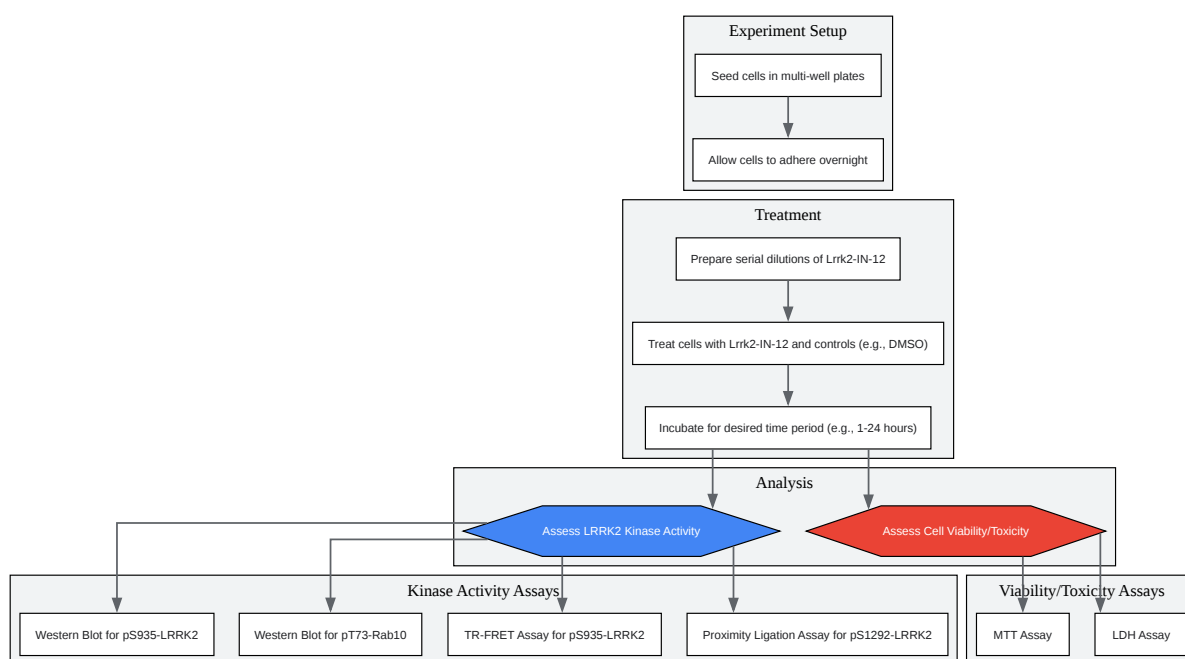 Experiment Setup
Seed cells in multi-well plates
Allow cells to adhere overnight
Treatment
Prepare serial dilutions of Lrrk2-IN-12
Treat cells with Lrrk2-IN-12 and controls (e.g., DMSO)
Incubate for desired time period (e.g., 1-24 hours)
Analysis
Assess LRRK2 Kinase Activity
Assess Cell Viability/Toxicity
Kinase Activity Assays
Viability/Toxicity Assays
Western Blot for pS935-LRRK2
Western Blot for pT73-Rab10
TR-FRET Assay for pS935-LRRK2
Proximity Ligation Assay for pS1292-LRRK2
MTT Assay
LDH Assay